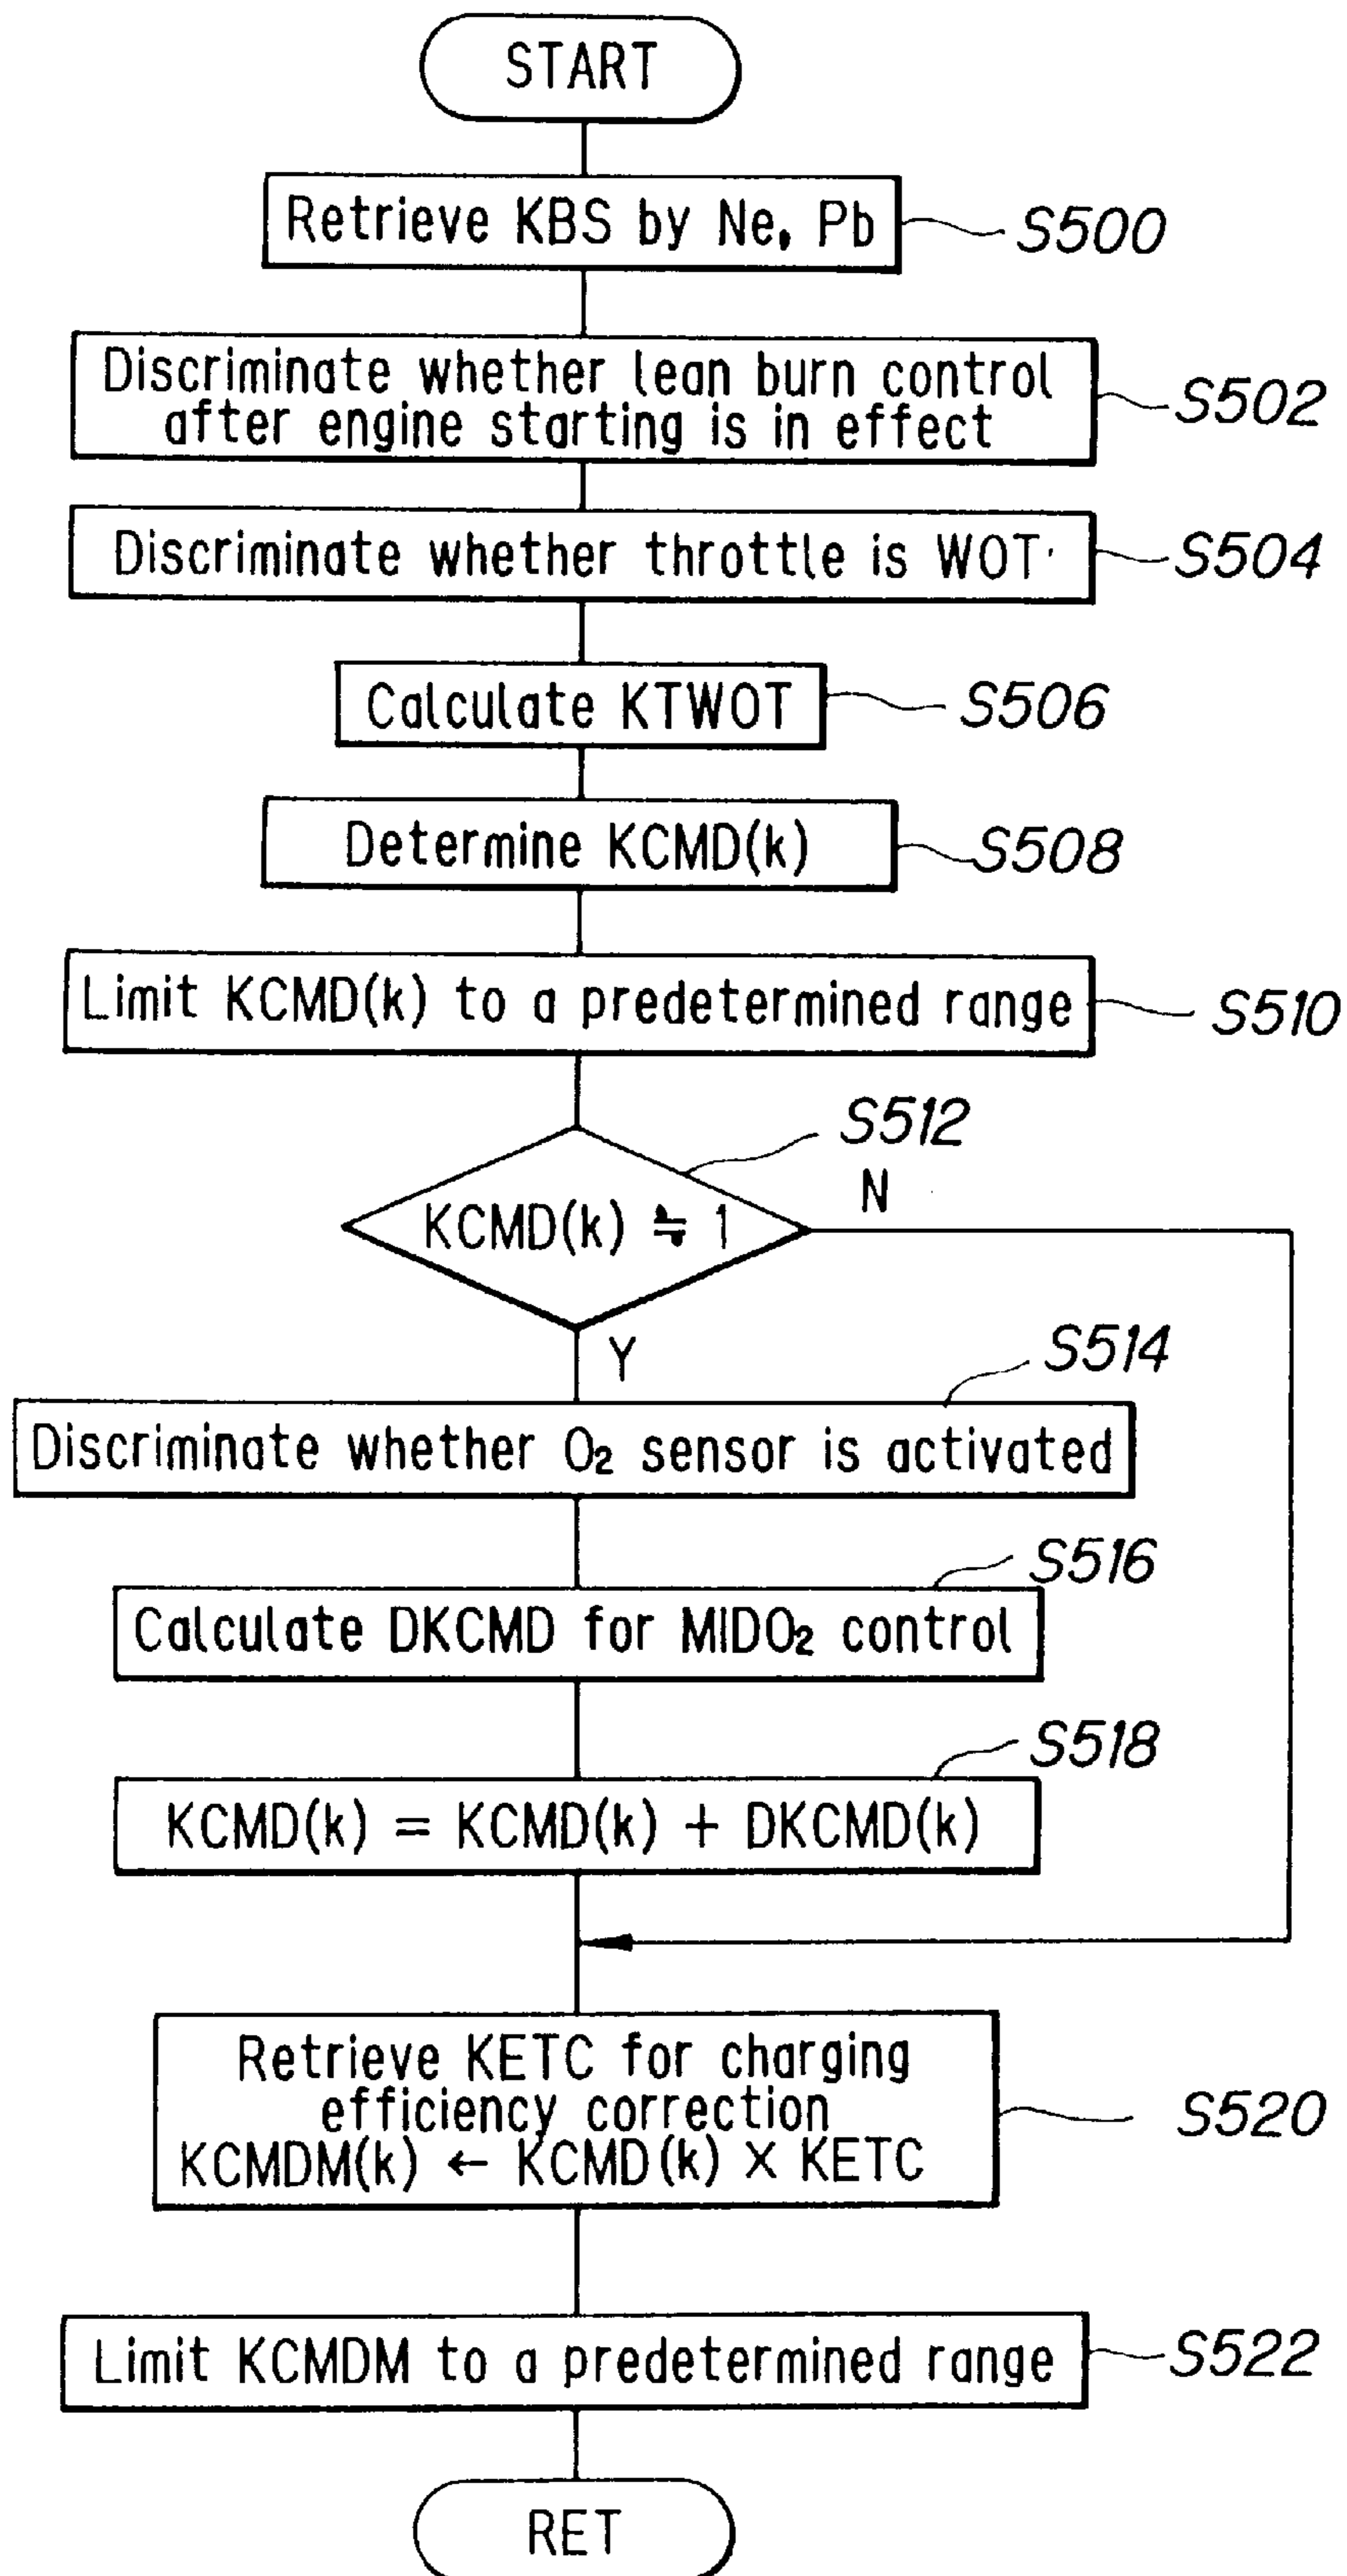 START
Retrieve KBS by Ne, Pb
S500
Discriminate whether lean burn control
after engine starting is in effect
S502
Discriminate whether throttle is WOT
S504
Calculate KTWOT
S506
Determine KCMD(k)
S508
Limit KCMD(k) to a predetermined range
S510
S512
KCMD(k) ≒ 1
N
Y
S514
Discriminate whether O₂ sensor is activated
S516
Calculate DKCMD for MIDO₂ control
S518
KCMD(k) = KCMD(k) + DKCMD(k)
Retrieve KETC for charging
efficiency correction
KCMDM(k) ← KCMD(k) × KETC
S520
Limit KCMDM to a predetermined range
S522
RET